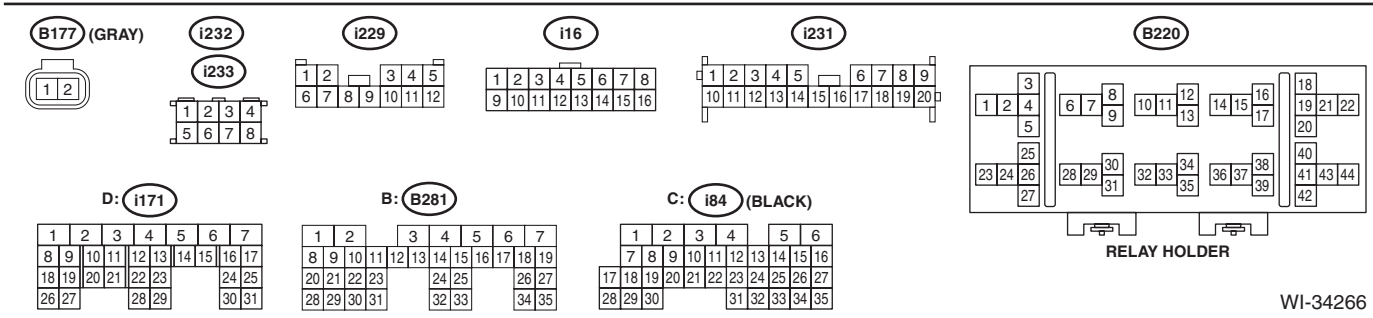 B177 (GRAY)
1 2
i232
i233
1 2 3 4
5 6 7 8
i229
1 2 3 4 5
6 7 8 9 10 11 12
i16
1 2 3 4 5 6 7 8
9 10 11 12 13 14 15 16
i231
1 2 3 4 5 6 7 8 9
10 11 12 13 14 15 16 17 18 19 20
B220
3 8 12 16 18
1 2 4 6 7 10 11 14 15 19 21 22
5 9 13 17 20
25 30 34 38 40
23 24 26 28 29 32 33 36 37 41 43 44
27 31 35 39 42
RELAY HOLDER
D: i171
1 2 3 4 5 6 7
8 9 10 11 12 13 14 15 16 17
18 19 20 21 22 23 24 25
26 27 28 29 30 31
B: B281
1 2 3 4 5 6 7
8 9 10 11 12 13 14 15 16 17 18 19
20 21 22 23 24 25 26 27
28 29 30 31 32 33 34 35
C: i84 (BLACK)
1 2 3 4 5 6
7 8 9 10 11 12 13 14 15 16
17 18 19 20 21 22 23 24 25 26 27
28 29 30 31 32 33 34 35
WI-34266